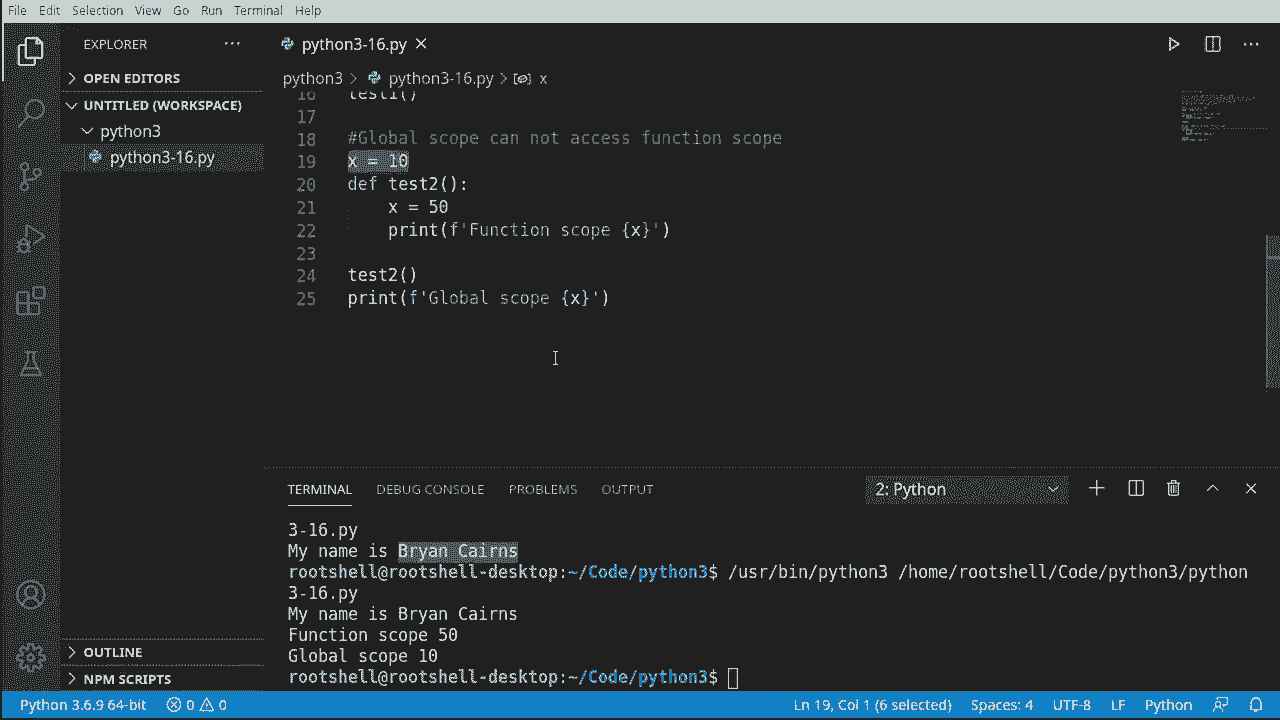 File Edit Selection View Go Run Terminal Help
EXPLORER ···
python3-16.py
OPEN EDITORS
python3 > python3-16.py > x
UNTITLED (WORKSPACE)
python3
python3-16.py
16 test1()
17
18 #Global scope can not access function scope
19 x = 10
20 def test2():
21 x = 50
22 print(f'Function scope {x}')
23
24 test2()
25 print(f'Global scope {x}')
TERMINAL DEBUG CONSOLE PROBLEMS OUTPUT 2: Python
3-16.py
My name is Bryan Cairns
rootshell@rootshell-desktop:~/Code/python3$ /usr/bin/python3 /home/rootshell/Code/python3/python
3-16.py
My name is Bryan Cairns
Function scope 50
Global scope 10
rootshell@rootshell-desktop:~/Code/python3$
OUTLINE
NPM SCRIPTS
Python 3.6.9 64-bit 0 0 Ln 19, Col 1 (6 selected) Spaces: 4 UTF-8 LF Python